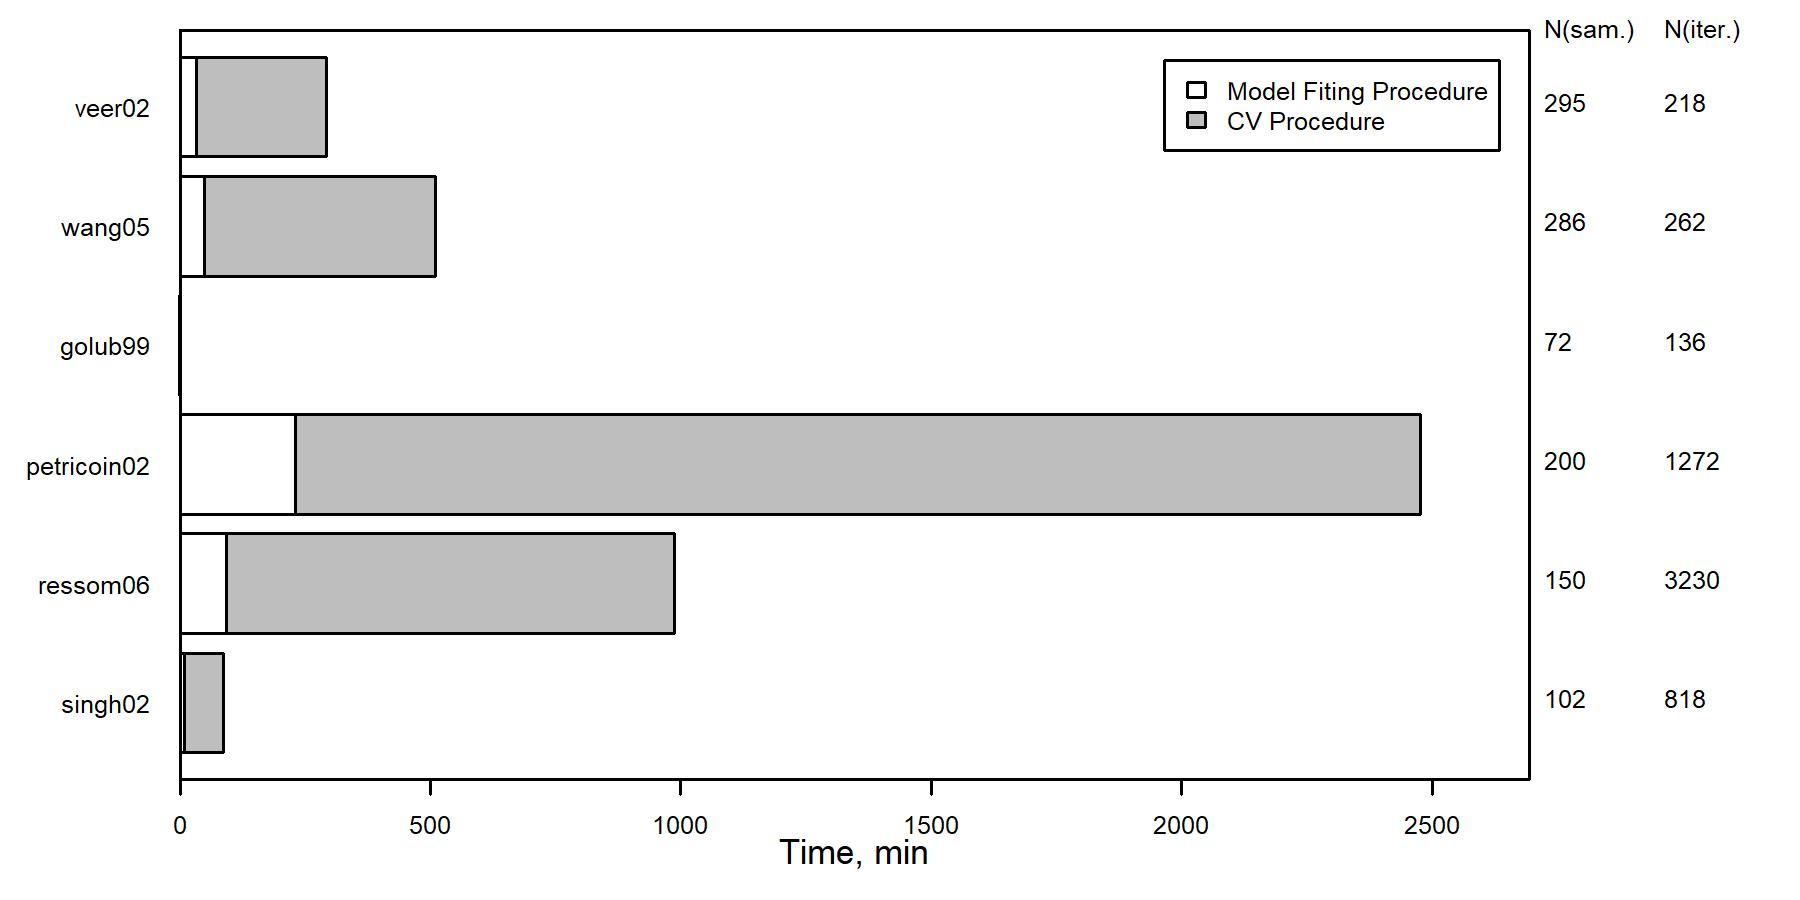 N(sam.) N(iter.)
Model Fiting Procedure
CV Procedure
veer02 295 218
wang05 286 262
golub99 72 136
petricoin02 200 1272
ressom06 150 3230
singh02 102 818
0 500 1000 1500 2000 2500
Time, min